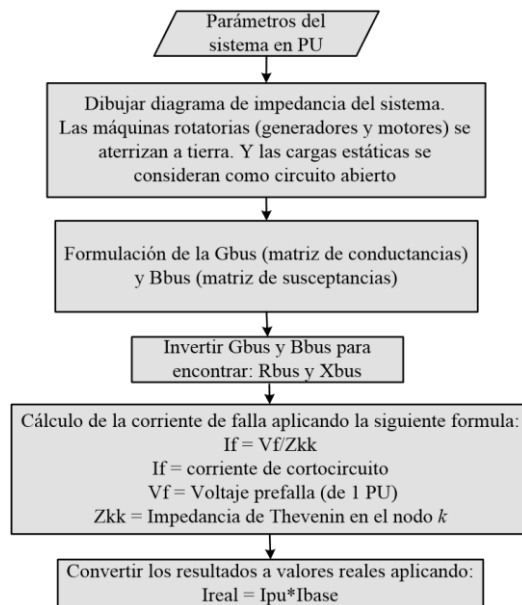 Parámetros del
sistema en PU
Dibujar diagrama de impedancia del sistema.
Las máquinas rotatorias (generadores y motores) se
aterrizan a tierra. Y las cargas estáticas se
consideran como circuito abierto
Formulación de la Gbus (matriz de conductancias)
y Bbus (matriz de susceptancias)
Invertir Gbus y Bbus para
encontrar: Rbus y Xbus
Cálculo de la corriente de falla aplicando la siguiente formula:
If = Vf/Zkk
If = corriente de cortocircuito
Vf = Voltaje prefalla (de 1 PU)
Zkk = Impedancia de Thevenin en el nodo k
Convertir los resultados a valores reales aplicando:
Ireal = Ipu*Ibase